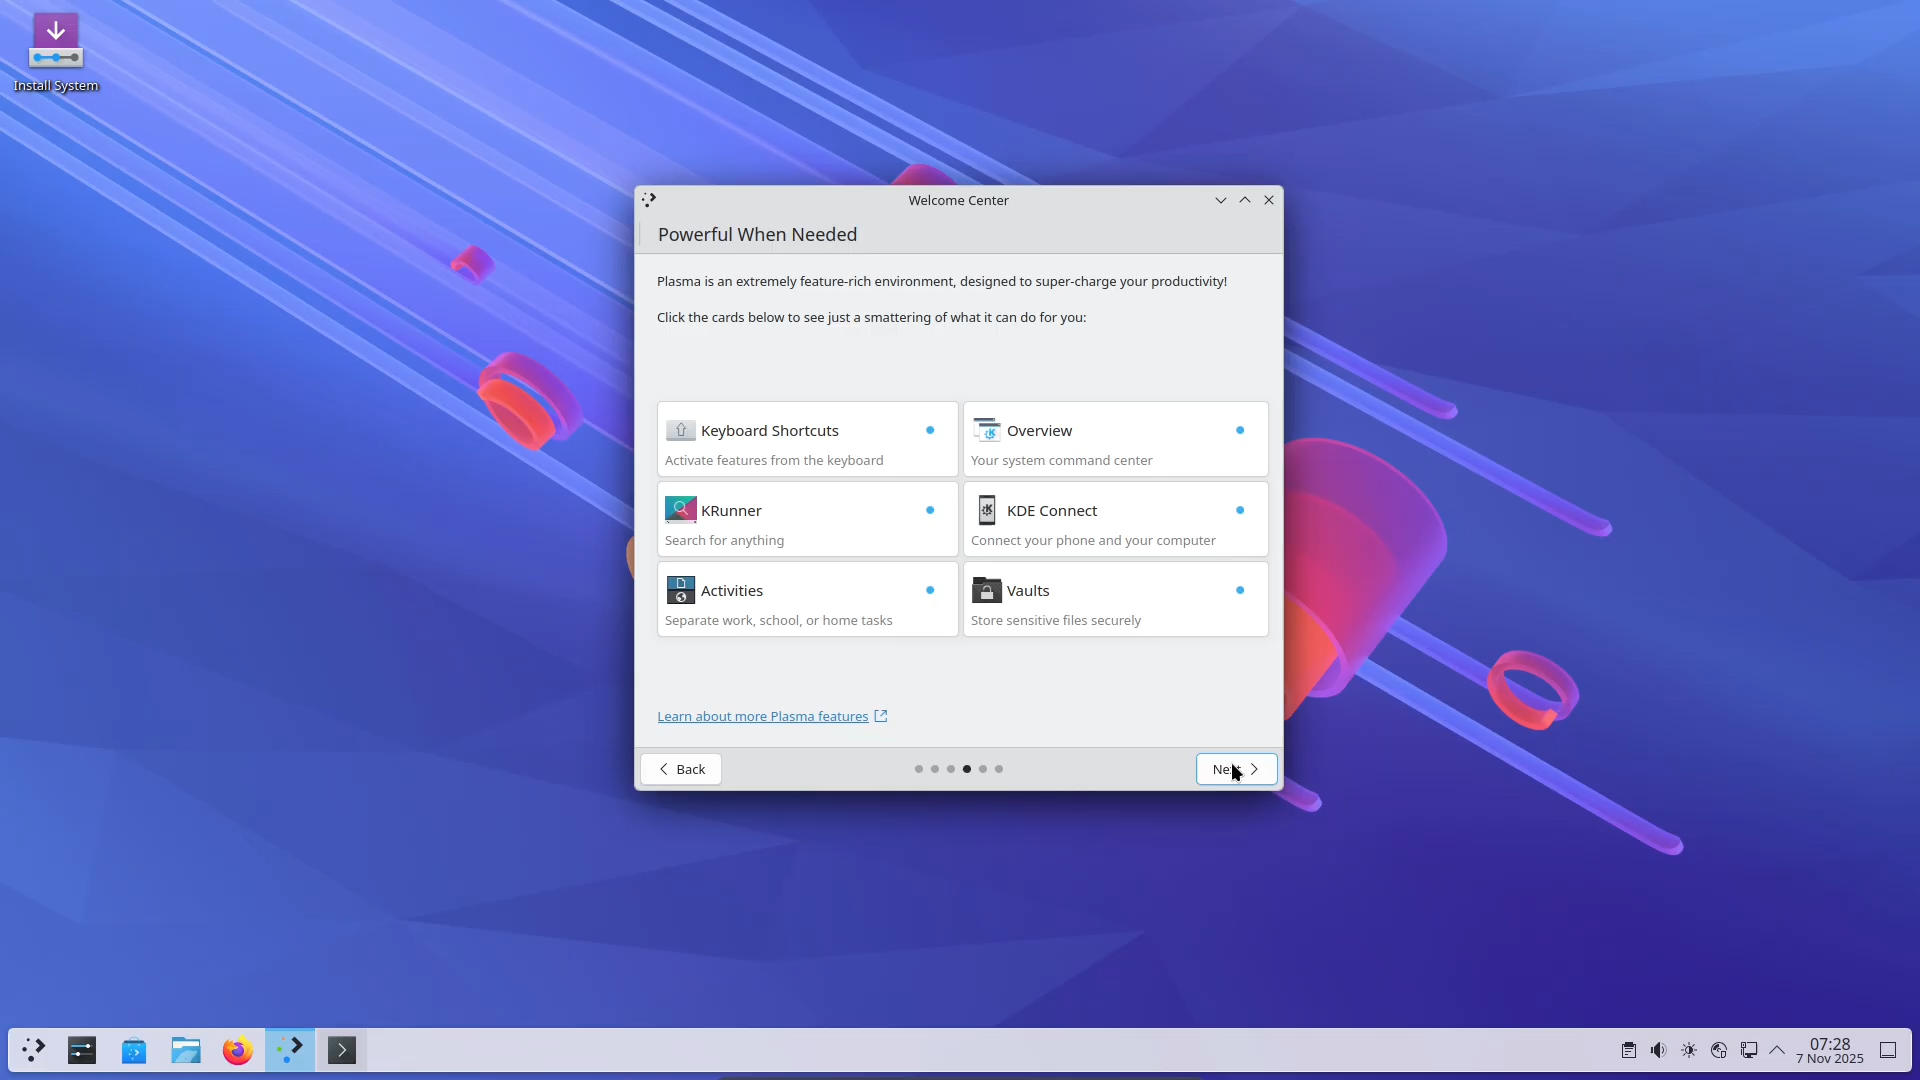 Install System
Welcome Center
Powerful When Needed
Plasma is an extremely feature-rich environment, designed to super-charge your productivity!
Click the cards below to see just a smattering of what it can do for you:
Keyboard Shortcuts
Activate features from the keyboard
Overview
Your system command center
KRunner
Search for anything
KDE Connect
Connect your phone and your computer
Activities
Separate work, school, or home tasks
Vaults
Store sensitive files securely
Learn about more Plasma features
Back
Next
07:28
7 Nov 2025